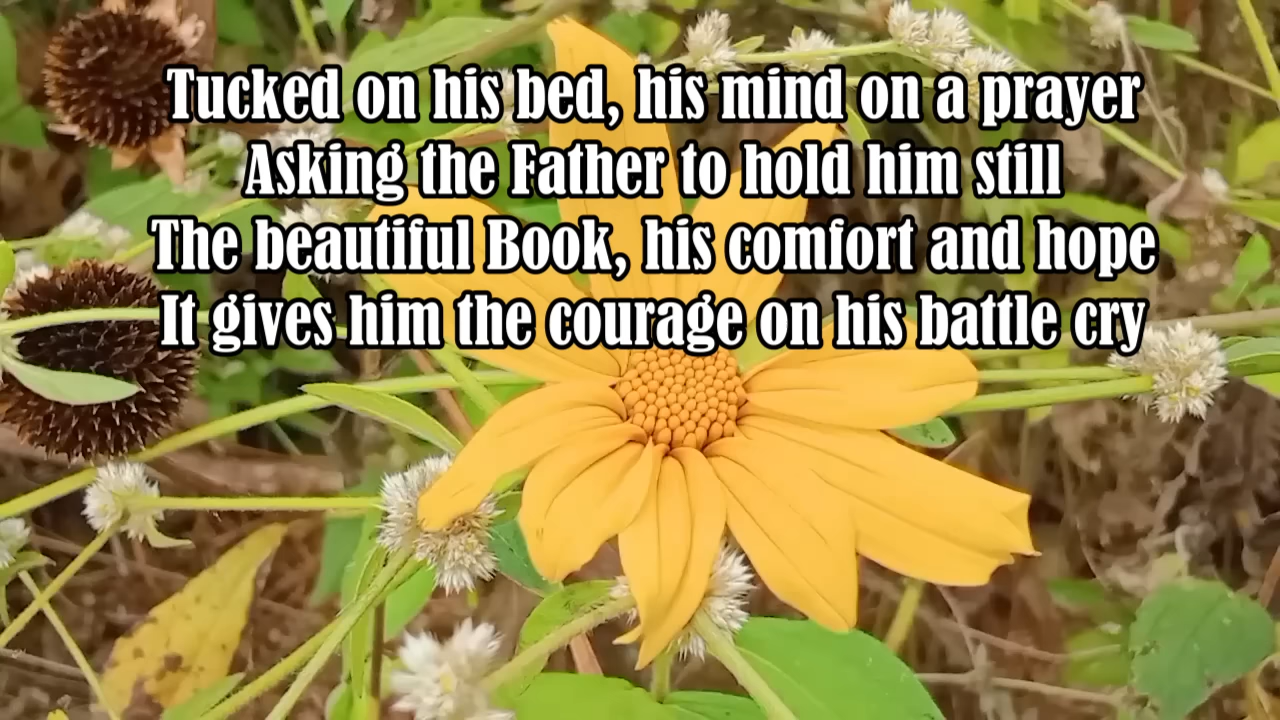 Tucked on his bed, his mind on a prayer
Asking the Father to hold him still
The beautiful Book, his comfort and hope
It gives him the courage on his battle cry